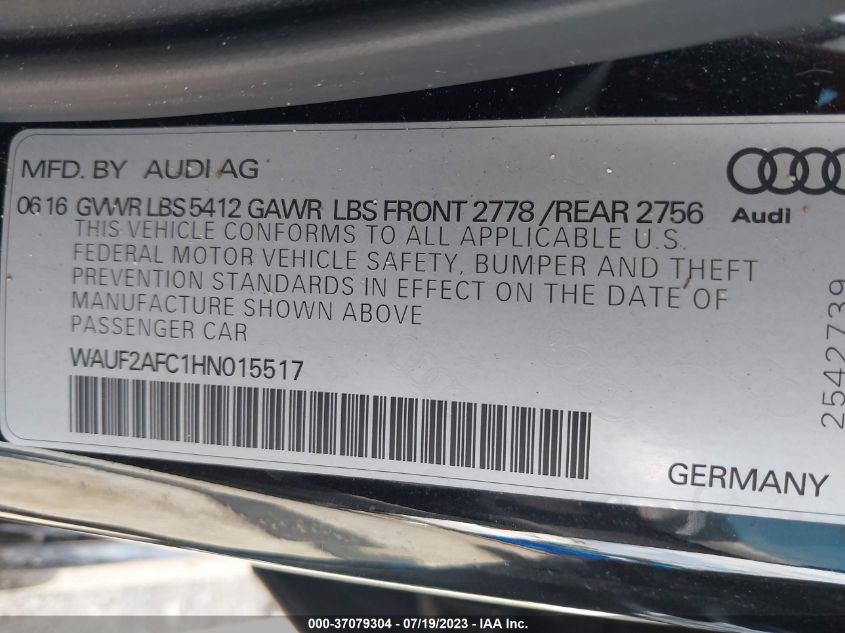 MFD. BY AUDI AG
0616 GVWR LBS 5412 GAWR LBS FRONT 2778 /REAR 2756
Audi
THIS VEHICLE CONFORMS TO ALL APPLICABLE U.S.
FEDERAL MOTOR VEHICLE SAFETY, BUMPER AND THEFT
PREVENTION STANDARDS IN EFFECT ON THE DATE OF
MANUFACTURE SHOWN ABOVE
PASSENGER CAR
WAUF2AFC1HN015517
2542739
GERMANY
000-37079304 - 07/19/2023 - IAA Inc.